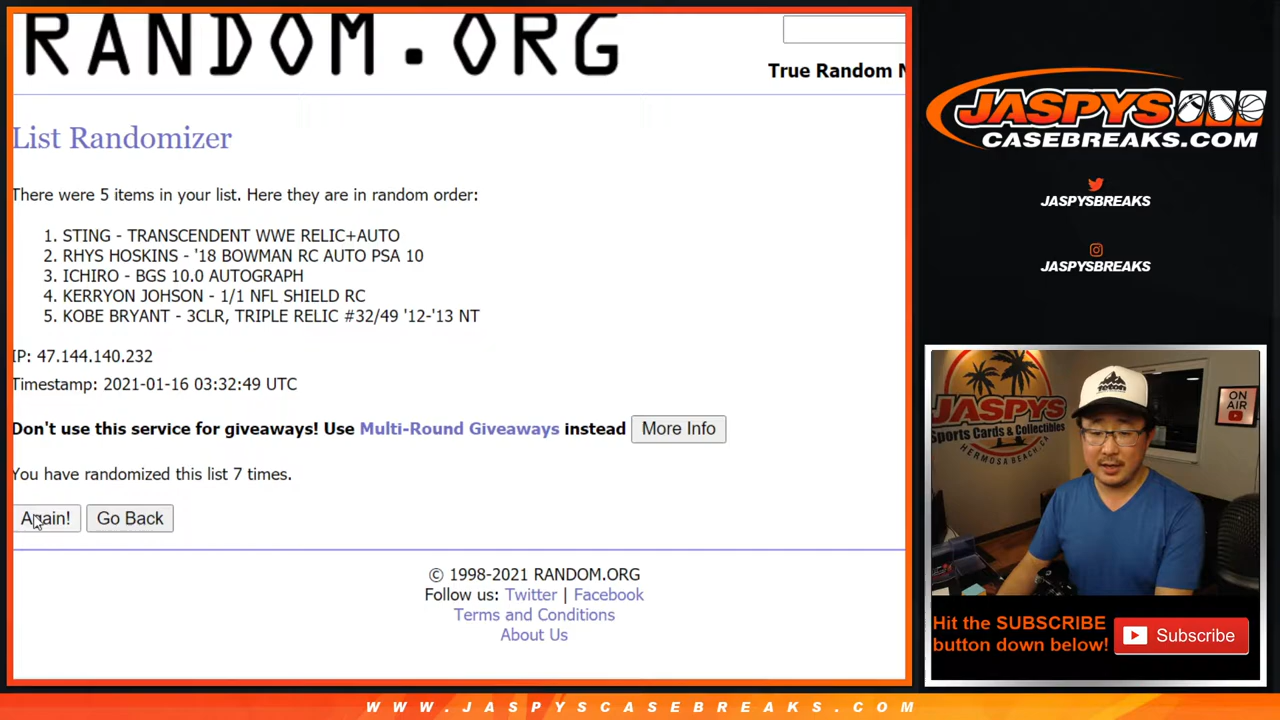 RANDOM.ORG
True Random N
List Randomizer
There were 5 items in your list. Here they are in random order:
1. STING - TRANSCENDENT WWE RELIC+AUTO
2. RHYS HOSKINS - '18 BOWMAN RC AUTO PSA 10
3. ICHIRO - BGS 10.0 AUTOGRAPH
4. KERRYON JOHSON - 1/1 NFL SHIELD RC
5. KOBE BRYANT - 3CLR, TRIPLE RELIC #32/49 '12-'13 NT
IP: 47.144.140.232
Timestamp: 2021-01-16 03:32:49 UTC
Don't use this service for giveaways! Use Multi-Round Giveaways instead More Info
You have randomized this list 7 times.
Again! Go Back
© 1998-2021 RANDOM.ORG
Follow us: Twitter | Facebook
Terms and Conditions
About Us
JASPYS
CASEBREAKS.COM
JASPYSBREAKS
JASPYSBREAKS
JASPYS
Sports Cards & Collectibles
HERMOSA BEACH, CA
teton
ON
AIR
Hit the SUBSCRIBE
button down below!
Subscribe
WWW.JASPYSCASEBREAKS.COM